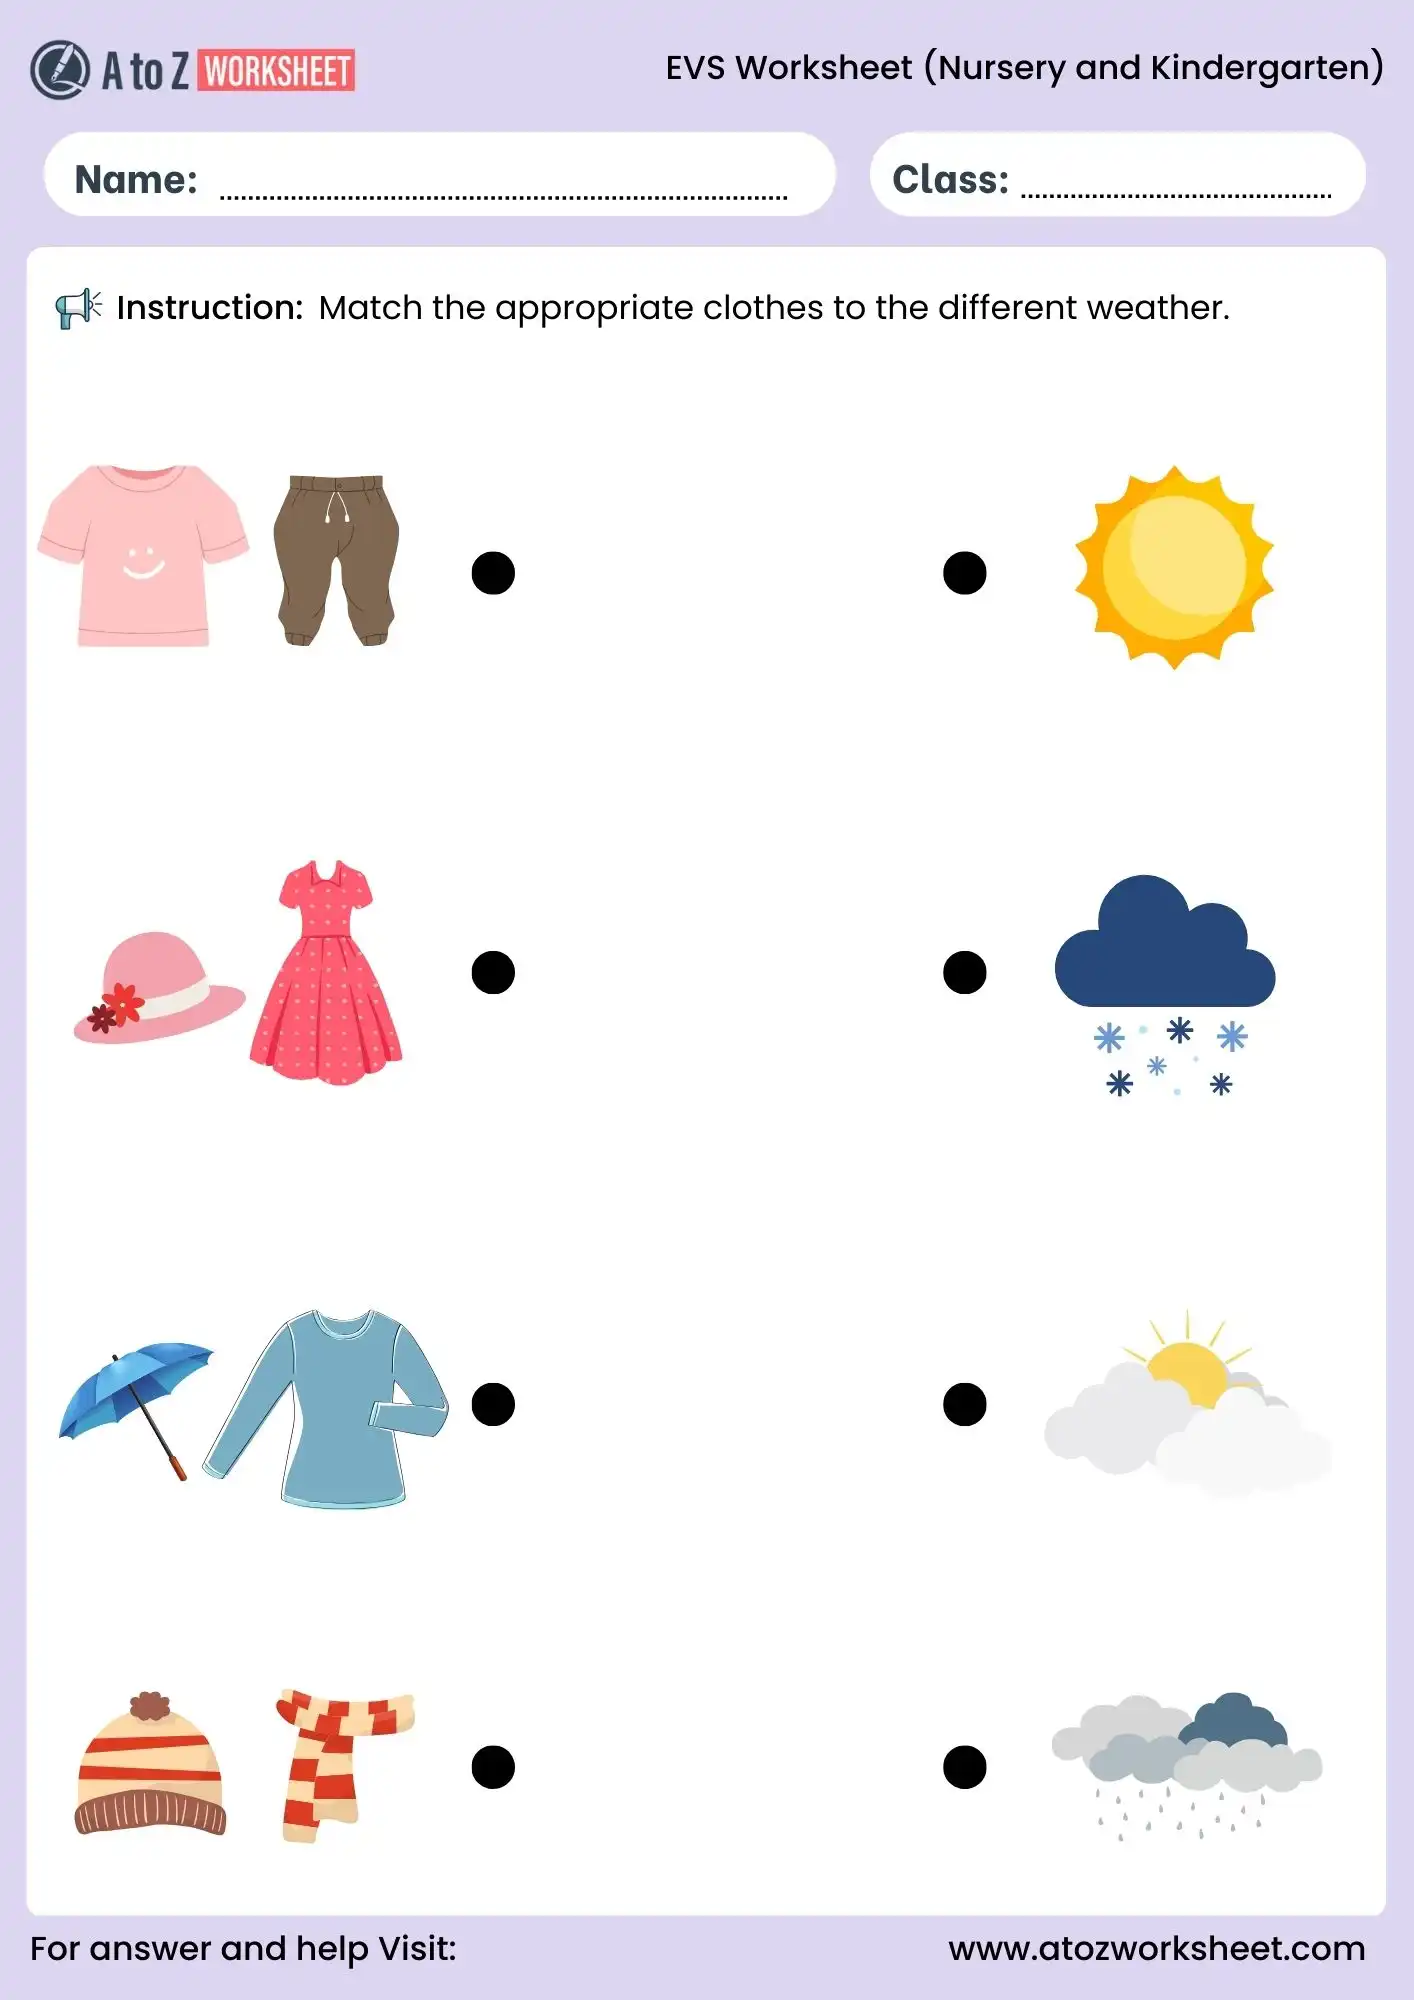 A to Z WORKSHEET
EVS Worksheet (Nursery and Kindergarten)
Name:
Class:
Instruction: Match the appropriate clothes to the different weather.
For answer and help Visit:
www.atozworksheet.com